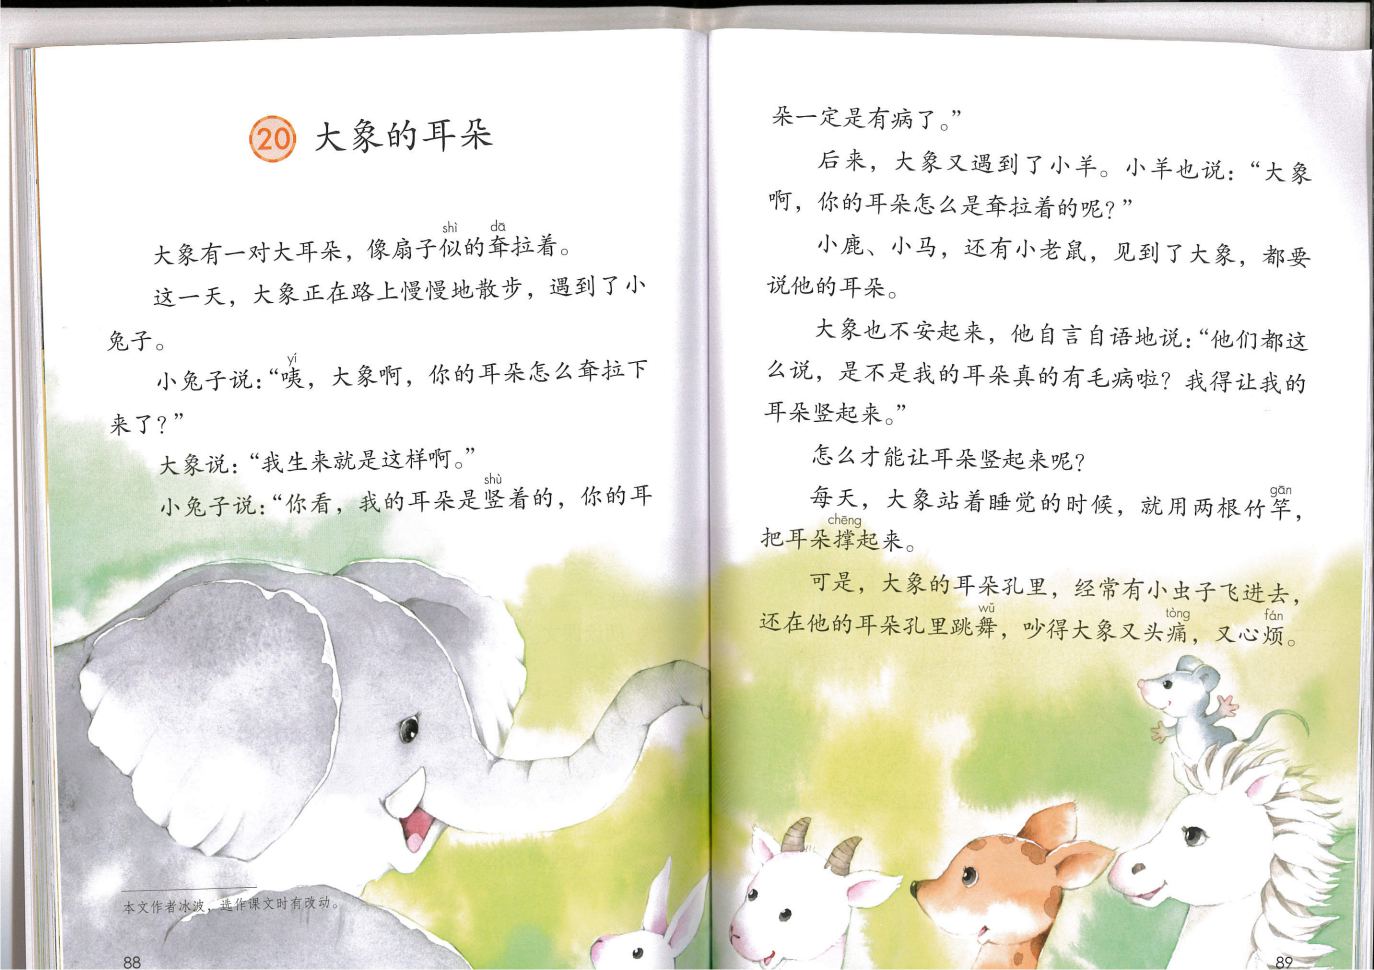 20 大象的耳朵
shì dā
大象有一对大耳朵，像扇子似的耷拉着。
这一天，大象正在路上慢慢地散步，遇到了小
兔子。
yí
小兔子说：“咦，大象啊，你的耳朵怎么耷拉下
来了？”
大象说：“我生来就是这样啊。”
shù
小兔子说：“你看，我的耳朵是竖着的，你的耳
本文作者冰波，选作课文时有改动。
88
朵一定是有病了。”
后来，大象又遇到了小羊。小羊也说：“大象
啊，你的耳朵怎么是耷拉着的呢？”
小鹿、小马，还有小老鼠，见到了大象，都要
说他的耳朵。
大象也不安起来，他自言自语地说：“他们都这
么说，是不是我的耳朵真的有毛病啦？我得让我的
耳朵竖起来。”
怎么才能让耳朵竖起来呢？
gān
每天，大象站着睡觉的时候，就用两根竹竿，
chēng
把耳朵撑起来。
可是，大象的耳朵孔里，经常有小虫子飞进去，
wǔ tòng fán
还在他的耳朵孔里跳舞，吵得大象又头痛，又心烦。
89